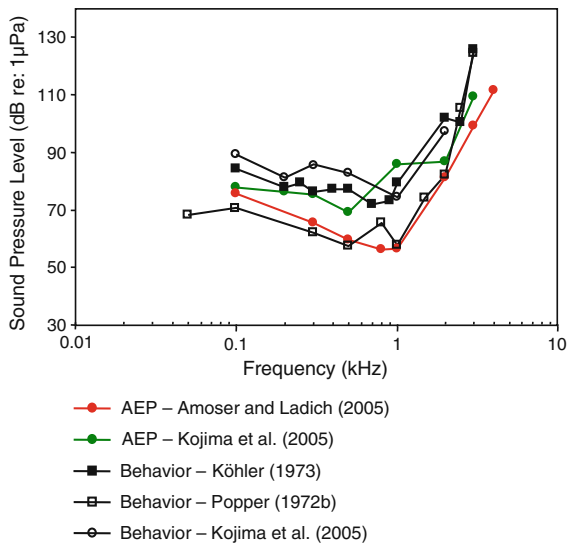 Sound Pressure Level (dB re: 1µPa)
130
110
90
70
50
30
0.01
0.1
1
10
Frequency (kHz)
AEP – Amoser and Ladich (2005)
AEP – Kojima et al. (2005)
Behavior – Köhler (1973)
Behavior – Popper (1972b)
Behavior – Kojima et al. (2005)